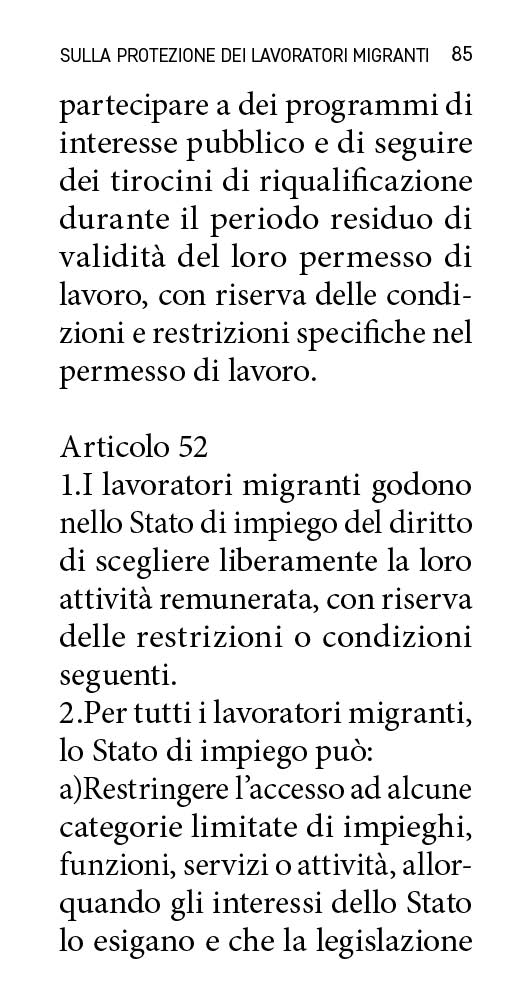 SULLA PROTEZIONE DEI LAVORATORI MIGRANTI 85
partecipare a dei programmi di
interesse pubblico e di seguire
dei tirocini di riqualificazione
durante il periodo residuo di
validità del loro permesso di
lavoro, con riserva delle condi-
zioni e restrizioni specifiche nel
permesso di lavoro.

Articolo 52
1.I lavoratori migranti godono
nello Stato di impiego del diritto
di scegliere liberamente la loro
attività remunerata, con riserva
delle restrizioni o condizioni
seguenti.
2.Per tutti i lavoratori migranti,
lo Stato di impiego può:
a)Restringere l’accesso ad alcune
categorie limitate di impieghi,
funzioni, servizi o attività, allor-
quando gli interessi dello Stato
lo esigano e che la legislazione